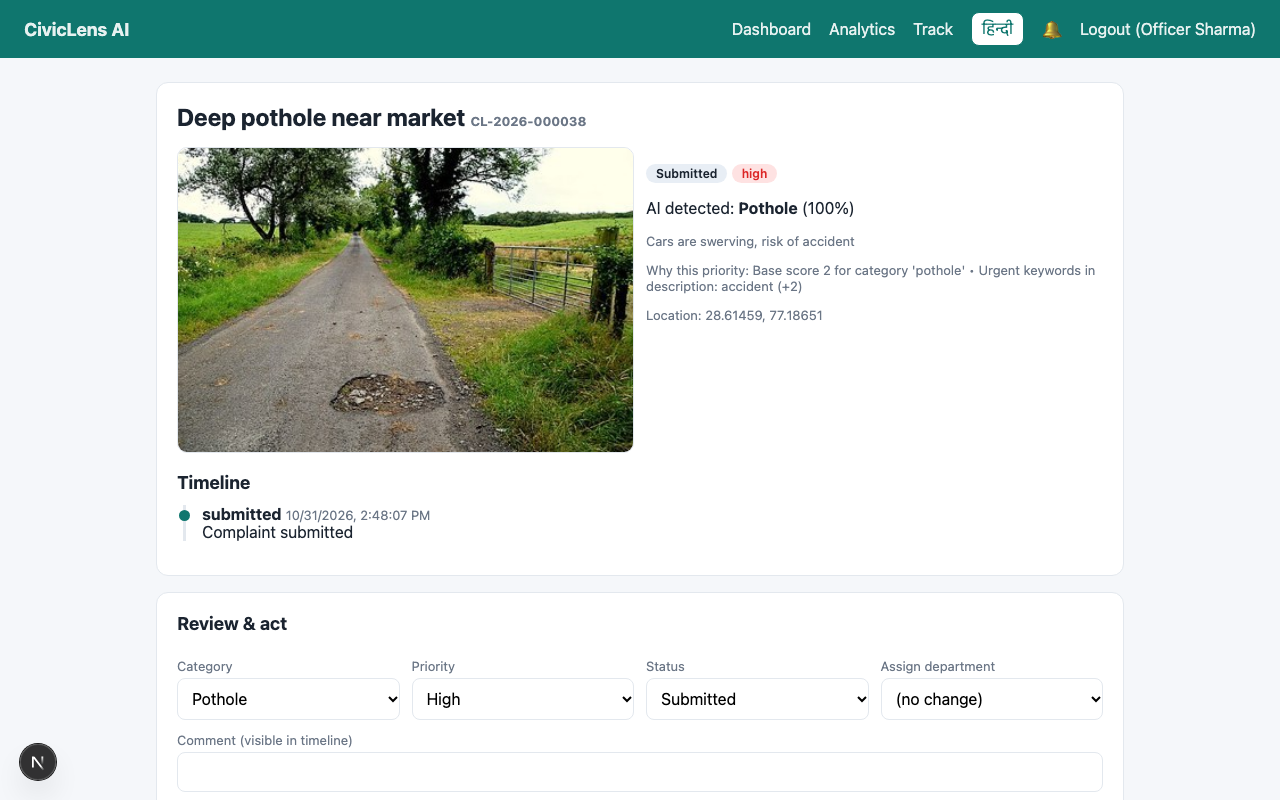 CivicLens AI
Dashboard Analytics Track हिन्दी Logout (Officer Sharma)
Deep pothole near market CL-2026-000038
Submitted high
AI detected: Pothole (100%)
Cars are swerving, risk of accident
Why this priority: Base score 2 for category 'pothole' • Urgent keywords in
description: accident (+2)
Location: 28.61459, 77.18651
Timeline
submitted 10/31/2026, 2:48:07 PM
Complaint submitted
Review & act
Category Priority Status Assign department
Pothole High Submitted (no change)
Comment (visible in timeline)
N